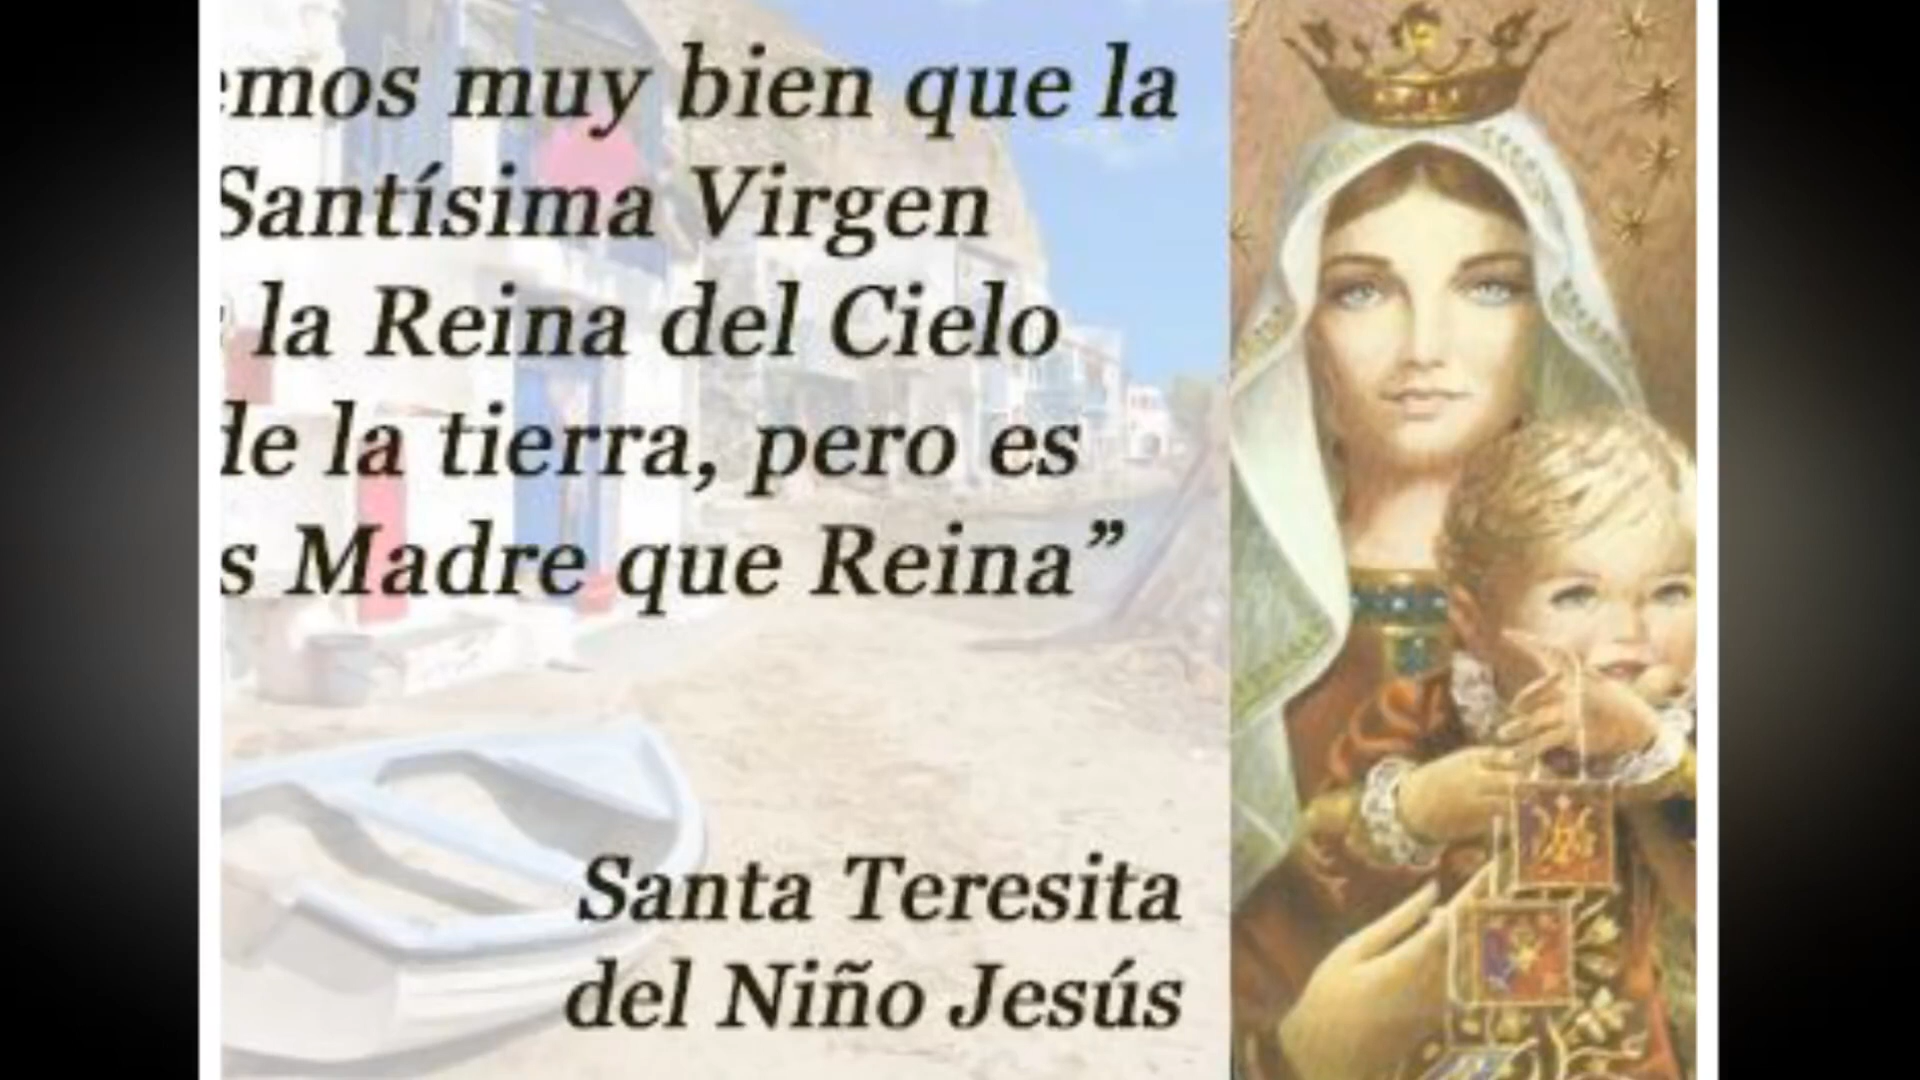 emos muy bien que la
Santísima Virgen
la Reina del Cielo
de la tierra, pero es
s Madre que Reina”
Santa Teresita
del Niño Jesús